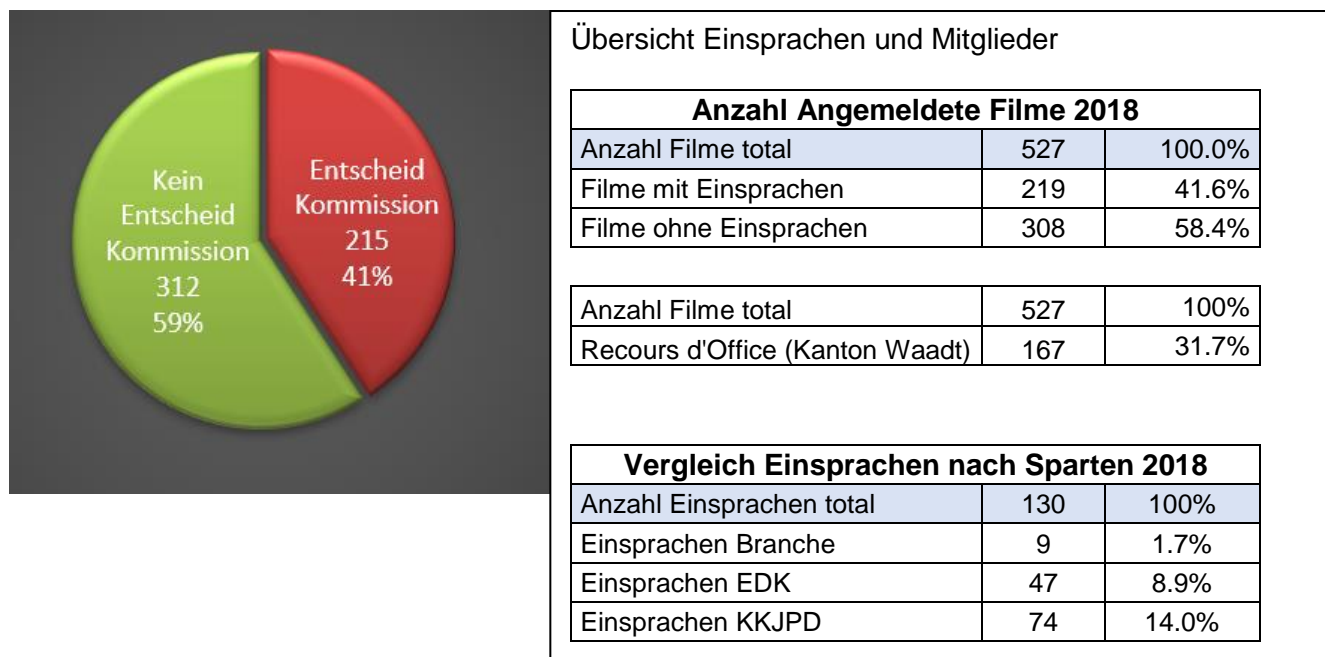 Kein
Entscheid
Kommission
312
59%
Entscheid
Kommission
215
41%
Übersicht Einsprachen und Mitglieder
Anzahl Angemeldete Filme 2018
Anzahl Filme total 527 100.0%
Filme mit Einsprachen 219 41.6%
Filme ohne Einsprachen 308 58.4%
Anzahl Filme total 527 100%
Recours d'Office (Kanton Waadt) 167 31.7%
Vergleich Einsprachen nach Sparten 2018
Anzahl Einsprachen total 130 100%
Einsprachen Branche 9 1.7%
Einsprachen EDK 47 8.9%
Einsprachen KKJPD 74 14.0%